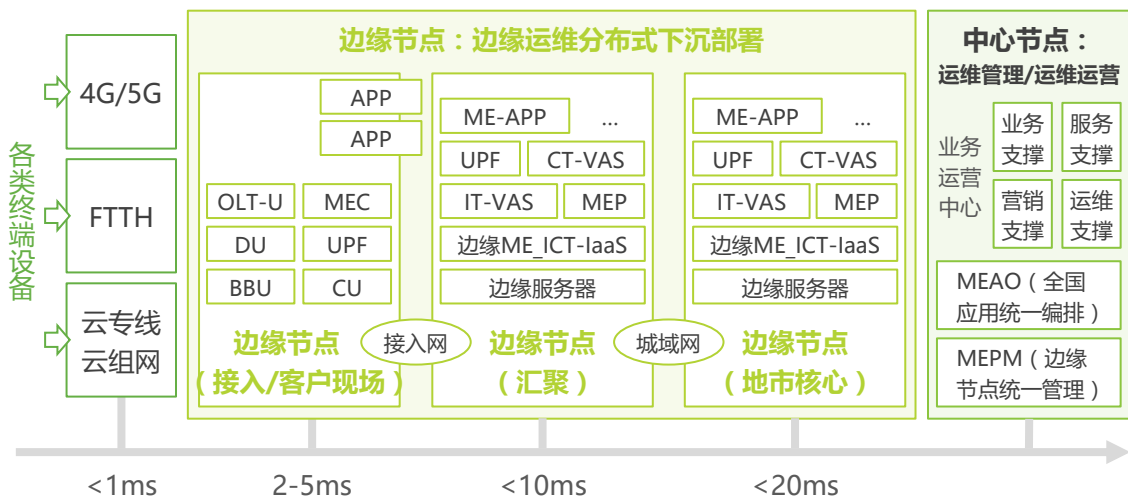 各类终端设备
4G/5G
FTTH
云专线
云组网
边缘节点：边缘运维分布式下沉部署
APP
APP
OLT-U
MEC
DU
UPF
BBU
CU
边缘节点
（接入/客户现场）
接入网
ME-APP
...
UPF
CT-VAS
IT-VAS
MEP
边缘ME_ICT-IaaS
边缘服务器
边缘节点
（汇聚）
城域网
ME-APP
...
UPF
CT-VAS
IT-VAS
MEP
边缘ME_ICT-IaaS
边缘服务器
边缘节点
（地市核心）
中心节点：
运维管理/运维运营
业务
运营
中心
业务
支撑
服务
支撑
营销
支撑
运维
支撑
MEAO（全国
应用统一编排）
MEPM（边缘
节点统一管理）
<1ms
2-5ms
<10ms
<20ms